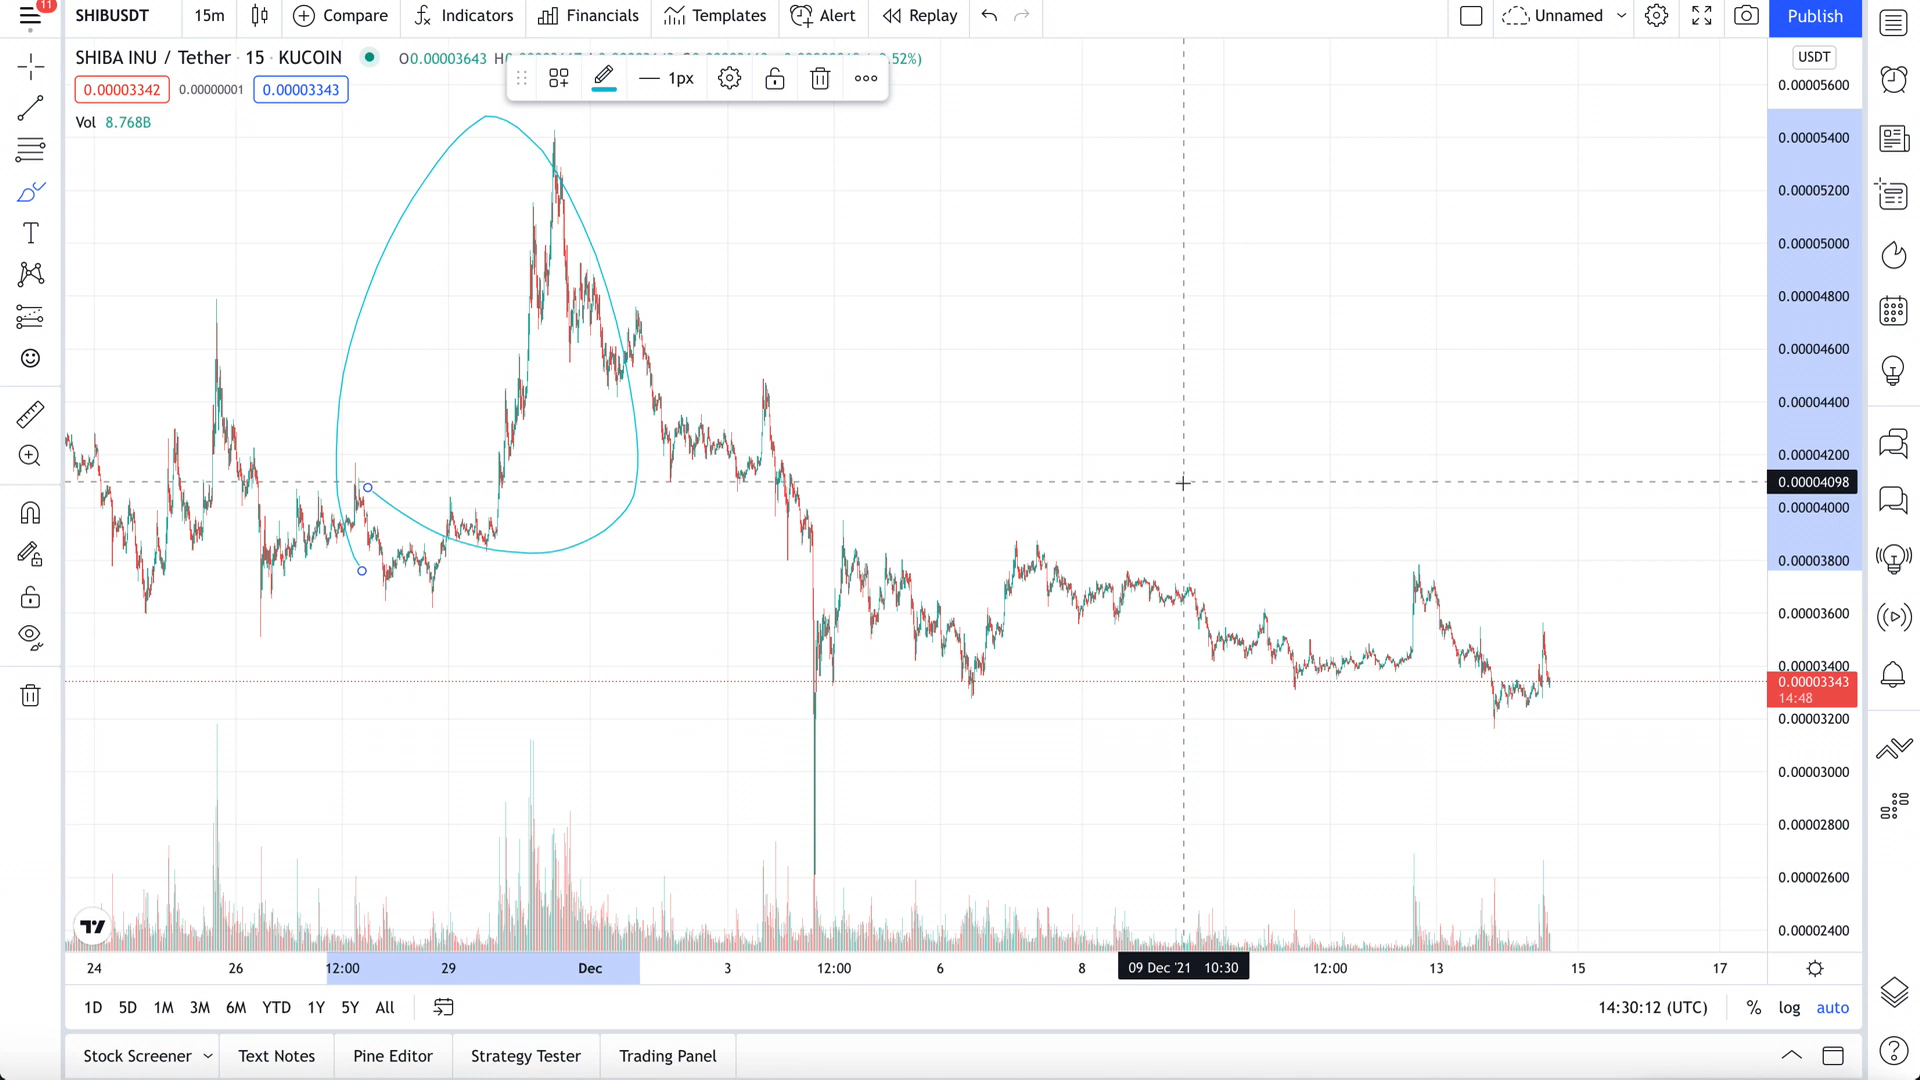 11
SHIBUSDT 15m Compare Indicators Financials Templates Alert Replay Unnamed Publish
SHIBA INU / Tether · 15 · KUCOIN O0.00003643 .52%)
0.00003342 0.00000001 0.00003343
1px
Vol 8.768B
USDT
0.00005600
0.00005400
0.00005200
0.00005000
0.00004800
0.00004600
0.00004400
0.00004200
0.00004098
0.00004000
0.00003800
0.00003600
0.00003400
0.00003343
14:48
0.00003200
0.00003000
0.00002800
0.00002600
0.00002400
24 26 12:00 29 Dec 3 12:00 6 8 09 Dec '21 10:30 12:00 13 15 17
1D 5D 1M 3M 6M YTD 1Y 5Y All 14:30:12 (UTC) % log auto
Stock Screener Text Notes Pine Editor Strategy Tester Trading Panel